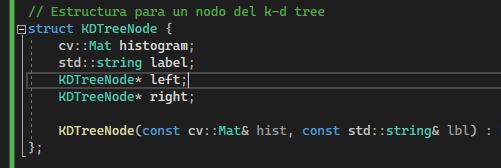 // Estructura para un nodo del k-d tree
struct KDTreeNode {
cv::Mat histogram;
std::string label;
KDTreeNode* left;
KDTreeNode* right;
KDTreeNode(const cv::Mat& hist, const std::string& lbl) :
};